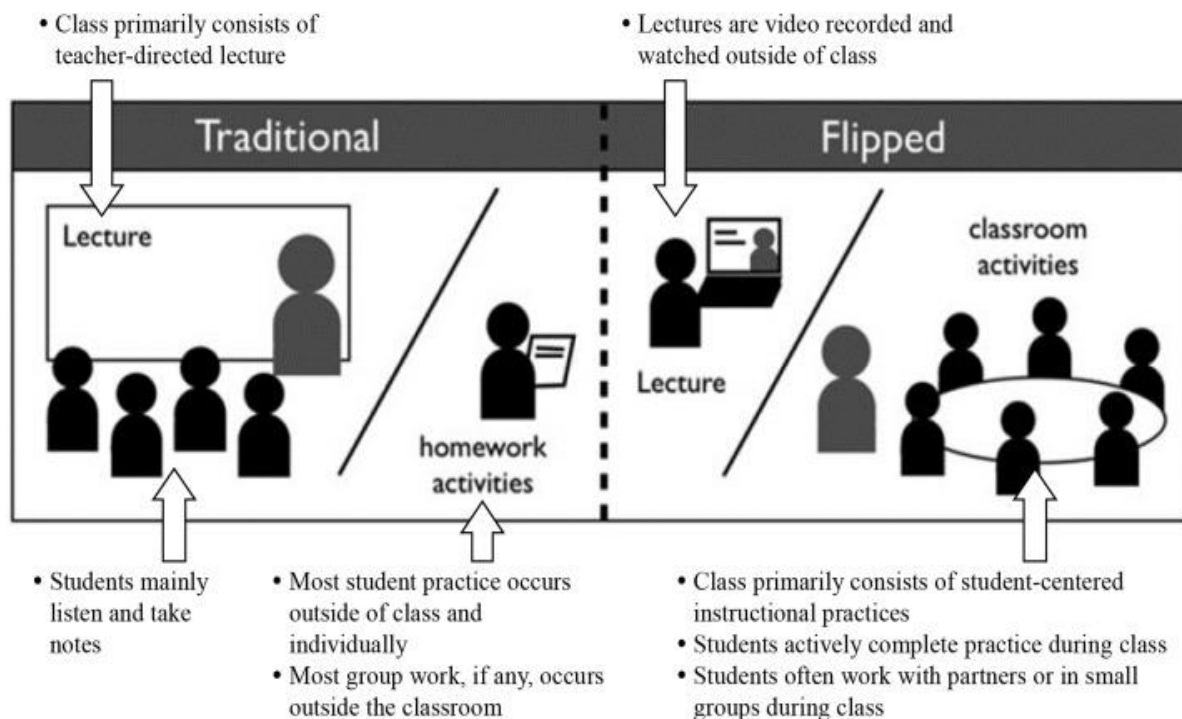 • Class primarily consists of
teacher-directed lecture
• Lectures are video recorded and
watched outside of class
Traditional
Flipped
Lecture
homework
activities
Lecture
classroom
activities
• Students mainly
listen and take
notes
• Most student practice occurs
outside of class and
individually
• Most group work, if any, occurs
outside the classroom
• Class primarily consists of student-centered
instructional practices
• Students actively complete practice during class
• Students often work with partners or in small
groups during class